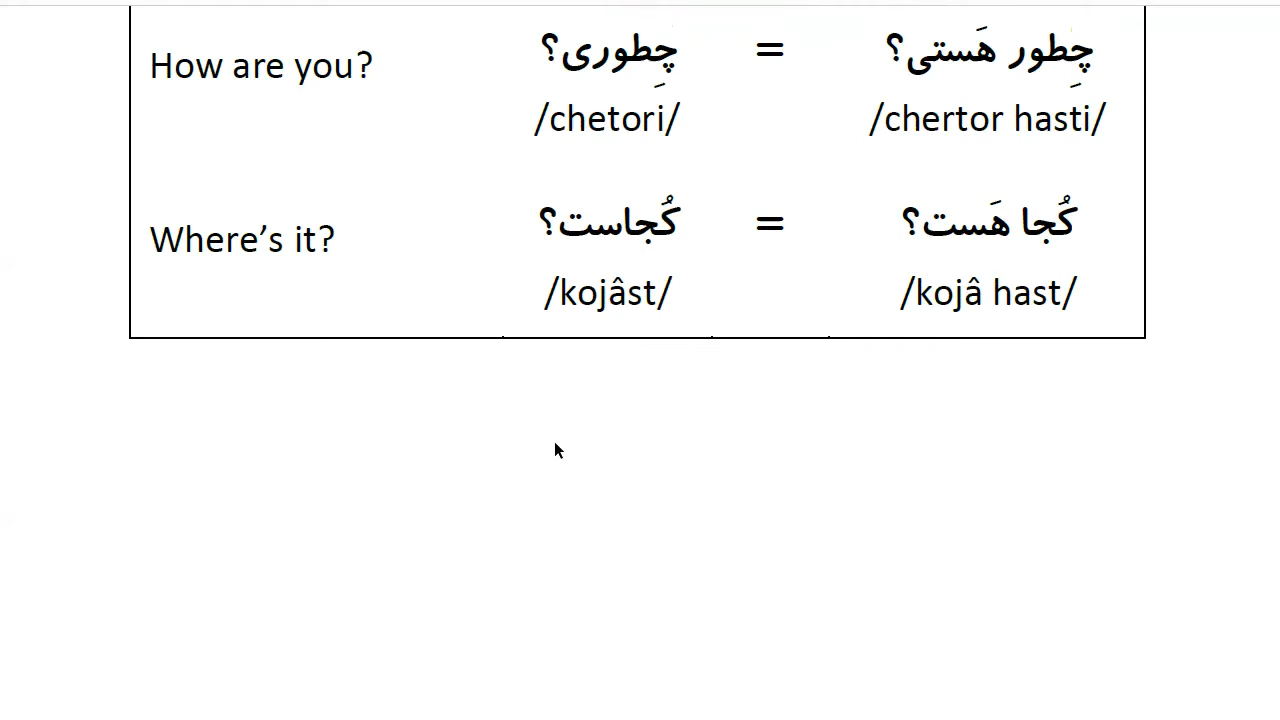 How are you? چِطوری؟ = چِطور هَستی؟
/chetori/ /chertor hasti/
Where’s it? کُجاست؟ = کُجا هَست؟
/kojâst/ /kojâ hast/